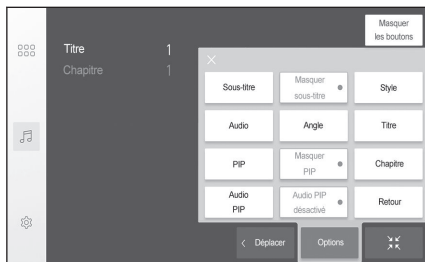 Masquer
les boutons
Titre 1
Chapitre 1
Sous-titre
Masquer
sous-titre
Style
Audio
Angle
Titre
PIP
Masquer
PIP
Chapitre
Audio
PIP
Audio PIP
désactivé
Retour
Déplacer
Options